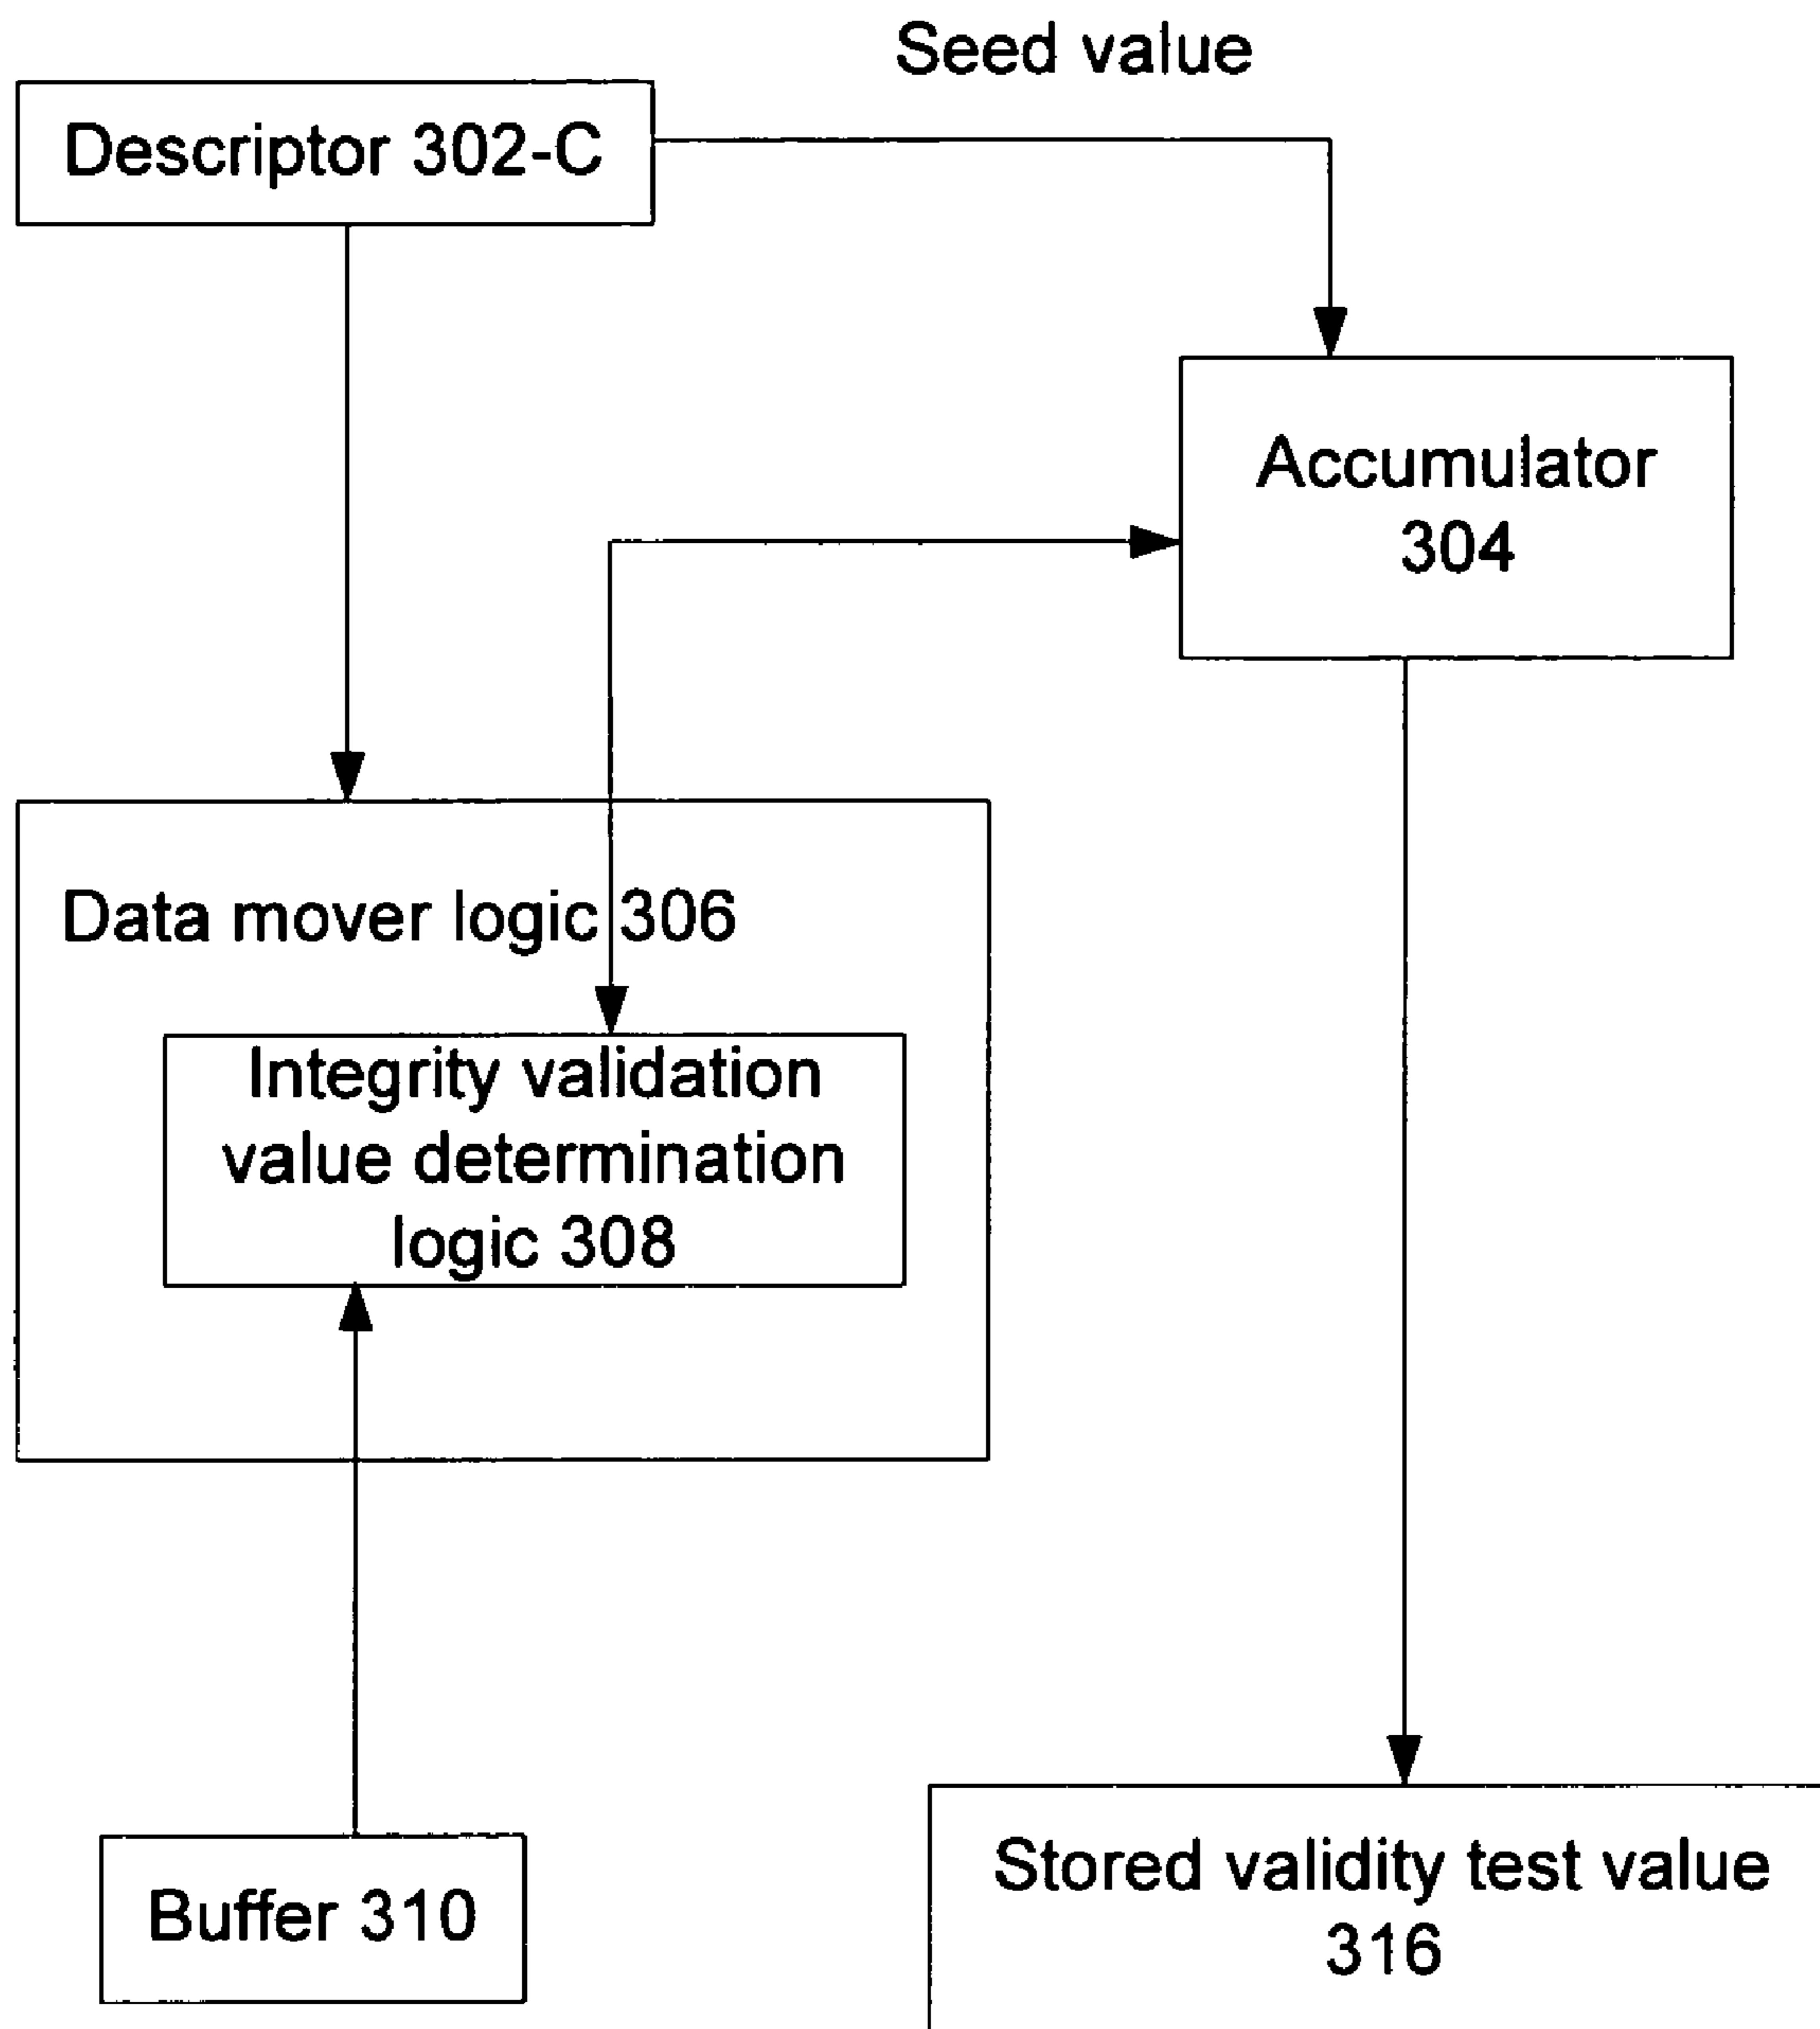 Seed value
Descriptor 302-C
Accumulator
304
Data mover logic 306
Integrity validation
value determination
logic 308
Buffer 310
Stored validity test value
316